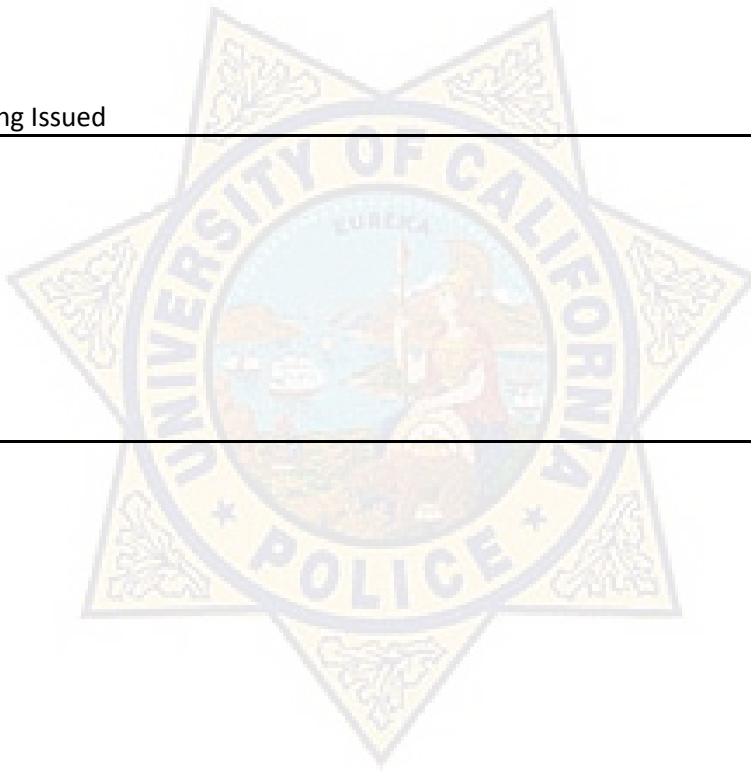 ng Issued
EUREKA
UNIVERSITY OF CALIFORNIA
★ POLICE ★